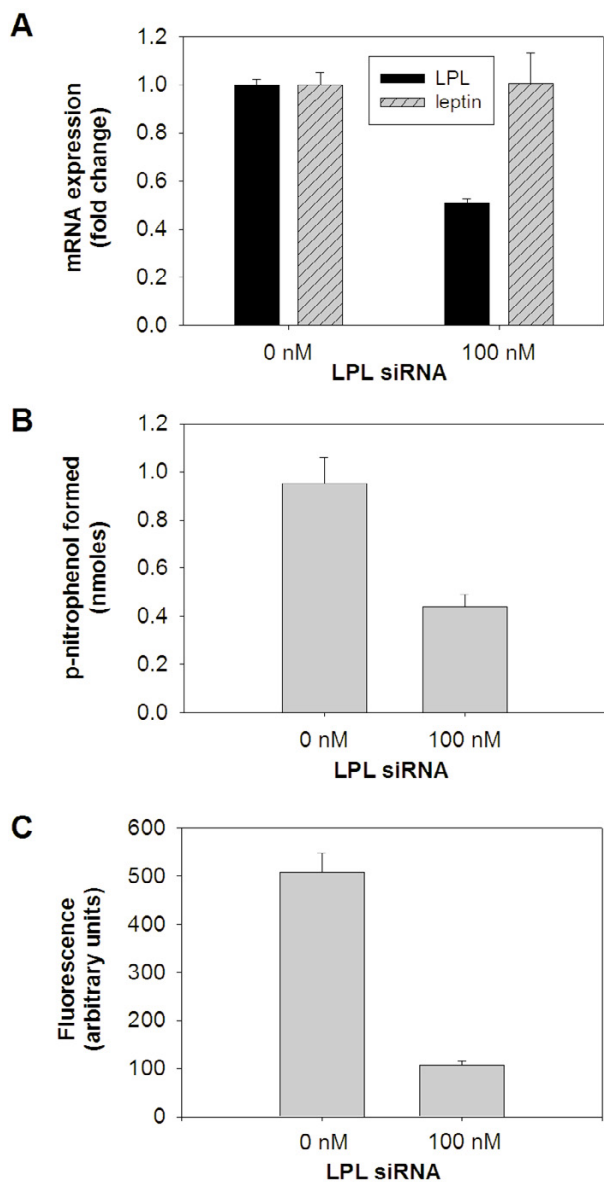 A
mRNA expression
(fold change)
1.2
1.0
0.8
0.6
0.4
0.2
0.0
LPL
leptin
0 nM
100 nM
LPL siRNA
B
p-nitrophenol formed
(nmoles)
1.2
1.0
0.8
0.6
0.4
0.2
0.0
0 nM
100 nM
LPL siRNA
C
Fluorescence
(arbitrary units)
600
500
400
300
200
100
0
0 nM
100 nM
LPL siRNA